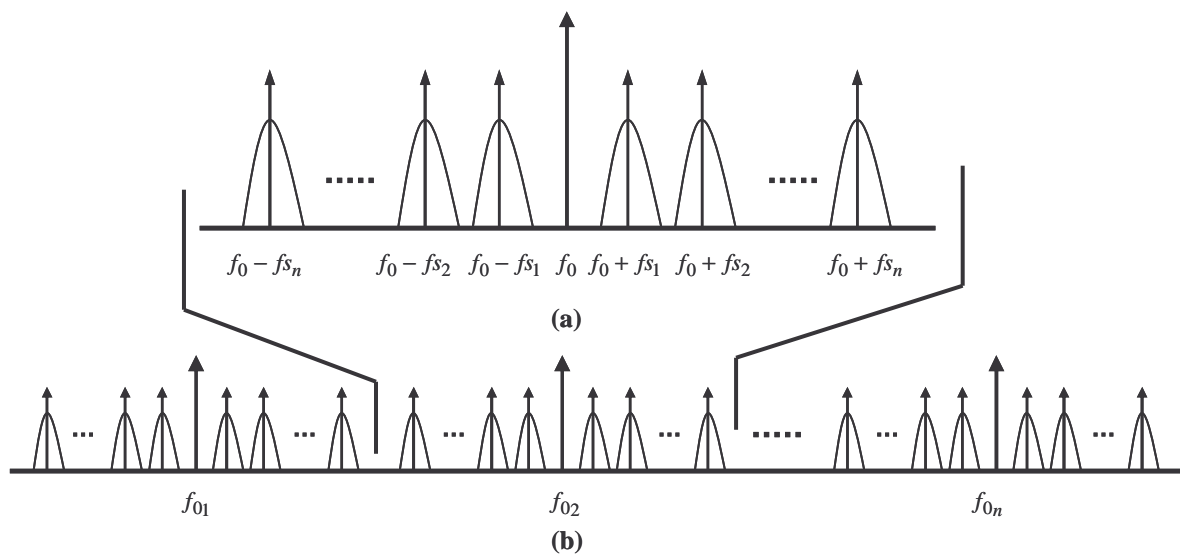 f₀ − fsₙ f₀ − fs₂ f₀ − fs₁ f₀ f₀ + fs₁ f₀ + fs₂ f₀ + fsₙ
(a)
f₀₁ f₀₂ f₀ₙ
(b)